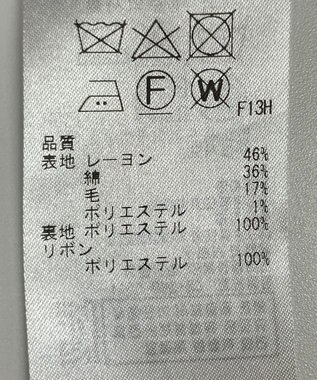 F W F13H
品質
表地 レーヨン 46%
綿 36%
毛 17%
ポリエステル 1%
裏地 ポリエステル 100%
リボン
ポリエステル 100%